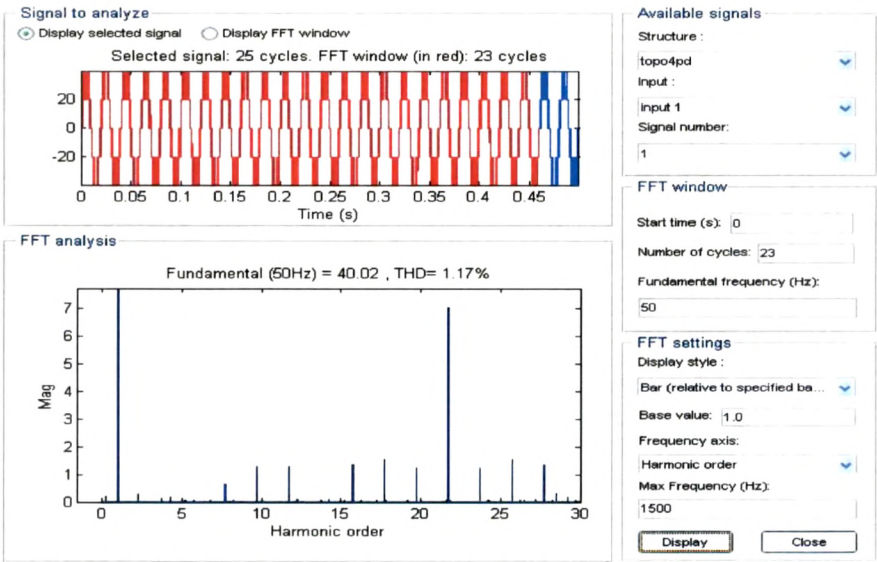 Signal to analyze
Display selected signal Display FFT window
Selected signal: 25 cycles. FFT window (in red): 23 cycles
20
0
-20
0 0.05 0.1 0.15 0.2 0.25 0.3 0.35 0.4 0.45
Time (s)
FFT analysis
Fundamental (50Hz) = 40.02 , THD= 1.17%
7
6
5
4
3
2
1
0
Mag
0 5 10 15 20 25 30
Harmonic order
Available signals
Structure :
topo4pd
Input :
input 1
Signal number:
1
FFT window
Start time (s): 0
Number of cycles: 23
Fundamental frequency (Hz):
50
FFT settings
Display style :
Bar (relative to specified ba...
Base value: 1.0
Frequency axis:
Harmonic order
Max Frequency (Hz):
1500
Display Close